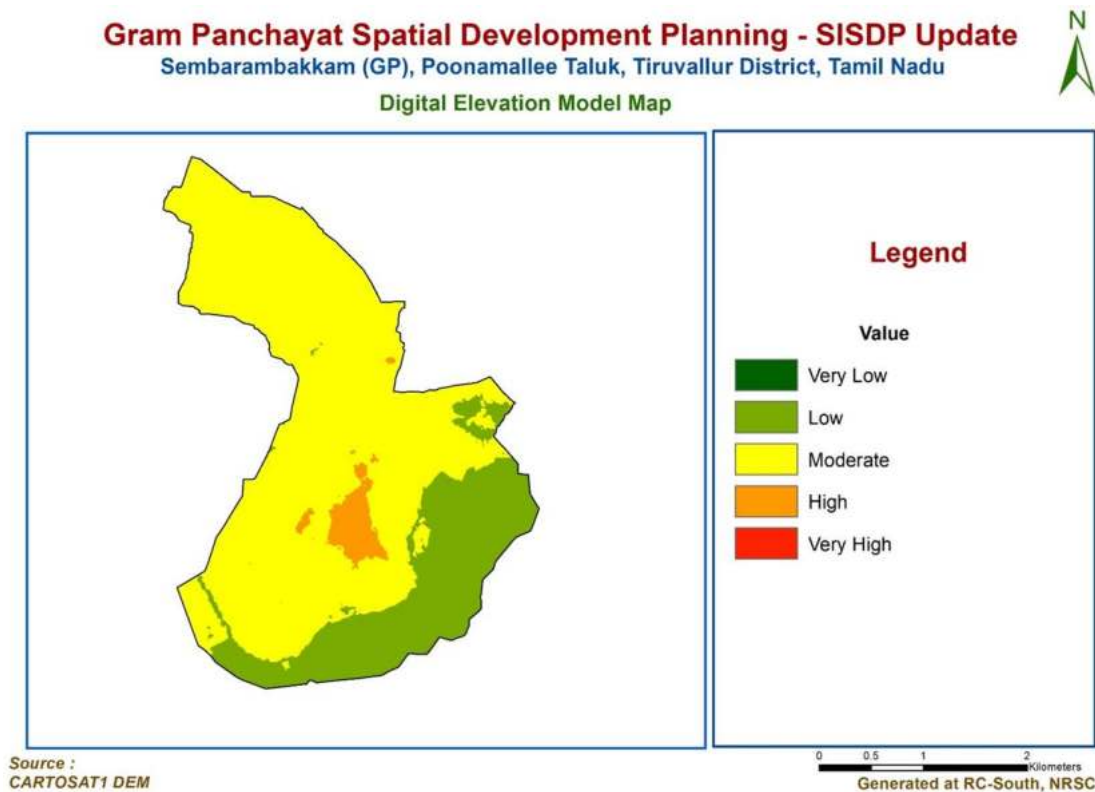 Gram Panchayat Spatial Development Planning - SISDP Update
Sembarambakkam (GP), Poonamallee Taluk, Tiruvallur District, Tamil Nadu
Digital Elevation Model Map
N
Legend
Value
Very Low
Low
Moderate
High
Very High
0 0.5 1 2
Kilometers
Source :
CARTOSAT1 DEM
Generated at RC-South, NRSC